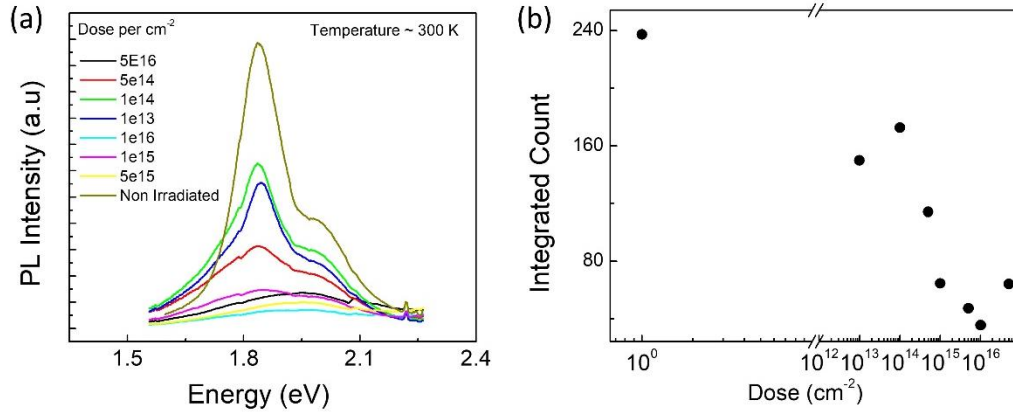 (a)
Dose per cm⁻²
Temperature ~ 300 K
5E16
5e14
1e14
1e13
1e16
1e15
5e15
Non Irradiated
PL Intensity (a.u)
1.5 1.8 2.1 2.4
Energy (eV)
(b)
240
160
80
Integrated Count
10⁰ 10¹² 10¹³ 10¹⁴ 10¹⁵ 10¹⁶
Dose (cm⁻²)